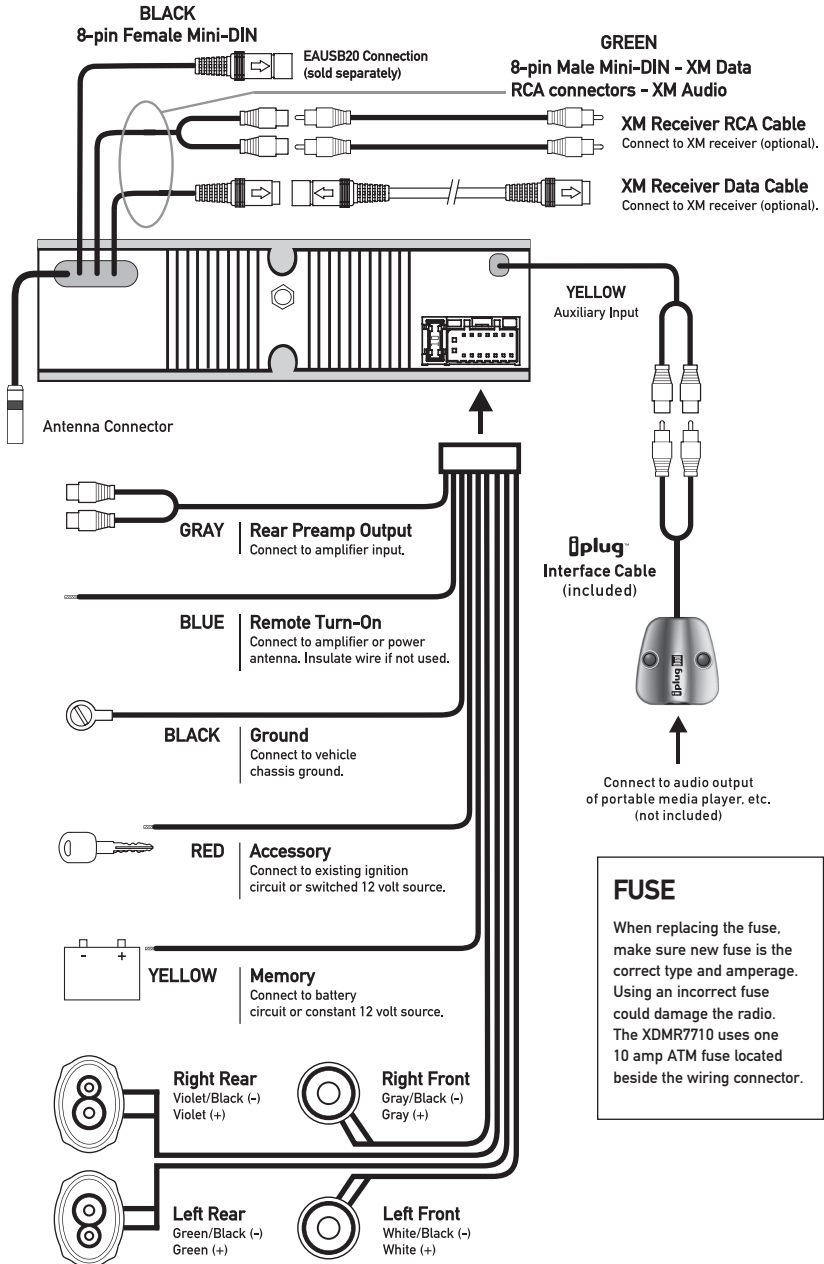 BLACK
8-pin Female Mini-DIN
EAUSB20 Connection
(sold separately)
GREEN
8-pin Male Mini-DIN - XM Data
RCA connectors - XM Audio
XM Receiver RCA Cable
Connect to XM receiver (optional).
XM Receiver Data Cable
Connect to XM receiver (optional).
YELLOW
Auxiliary Input
Antenna Connector
GRAY
Rear Preamp Output
Connect to amplifier input.
BLUE
Remote Turn-On
Connect to amplifier or power
antenna. Insulate wire if not used.
BLACK
Ground
Connect to vehicle
chassis ground.
RED
Accessory
Connect to existing ignition
circuit or switched 12 volt source.
- +
YELLOW
Memory
Connect to battery
circuit or constant 12 volt source.
Right Rear
Violet/Black (-)
Violet (+)
Right Front
Gray/Black (-)
Gray (+)
Left Rear
Green/Black (-)
Green (+)
Left Front
White/Black (-)
White (+)
iplug™
Interface Cable
(included)
iplug
Connect to audio output
of portable media player, etc.
(not included)
FUSE
When replacing the fuse,
make sure new fuse is the
correct type and amperage.
Using an incorrect fuse
could damage the radio.
The XDMR7710 uses one
10 amp ATM fuse located
beside the wiring connector.